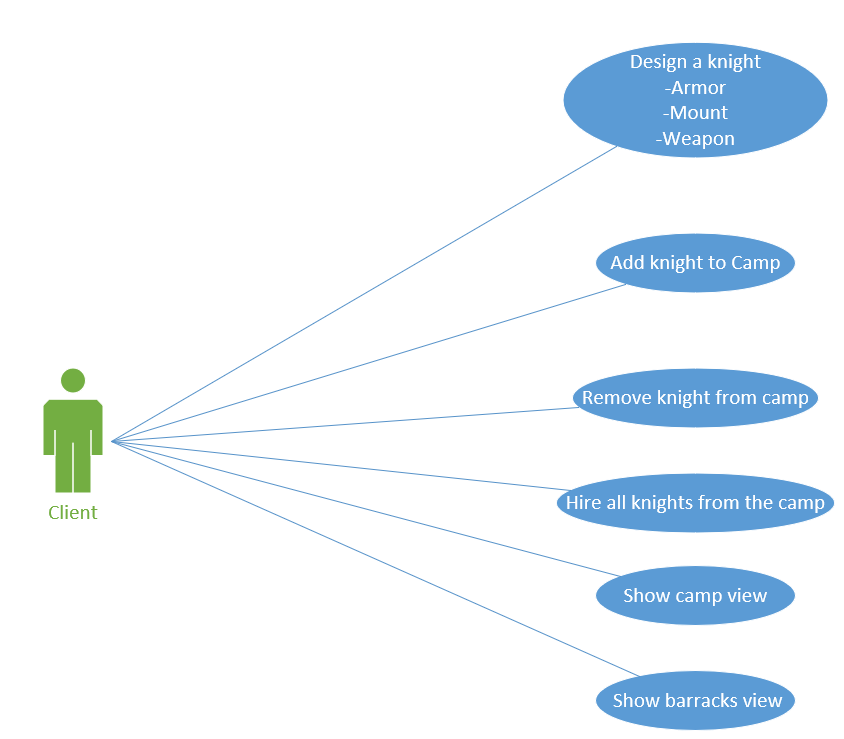 Design a knight
-Armor
-Mount
-Weapon
Add knight to Camp
Remove knight from camp
Hire all knights from the camp
Client
Show camp view
Show barracks view